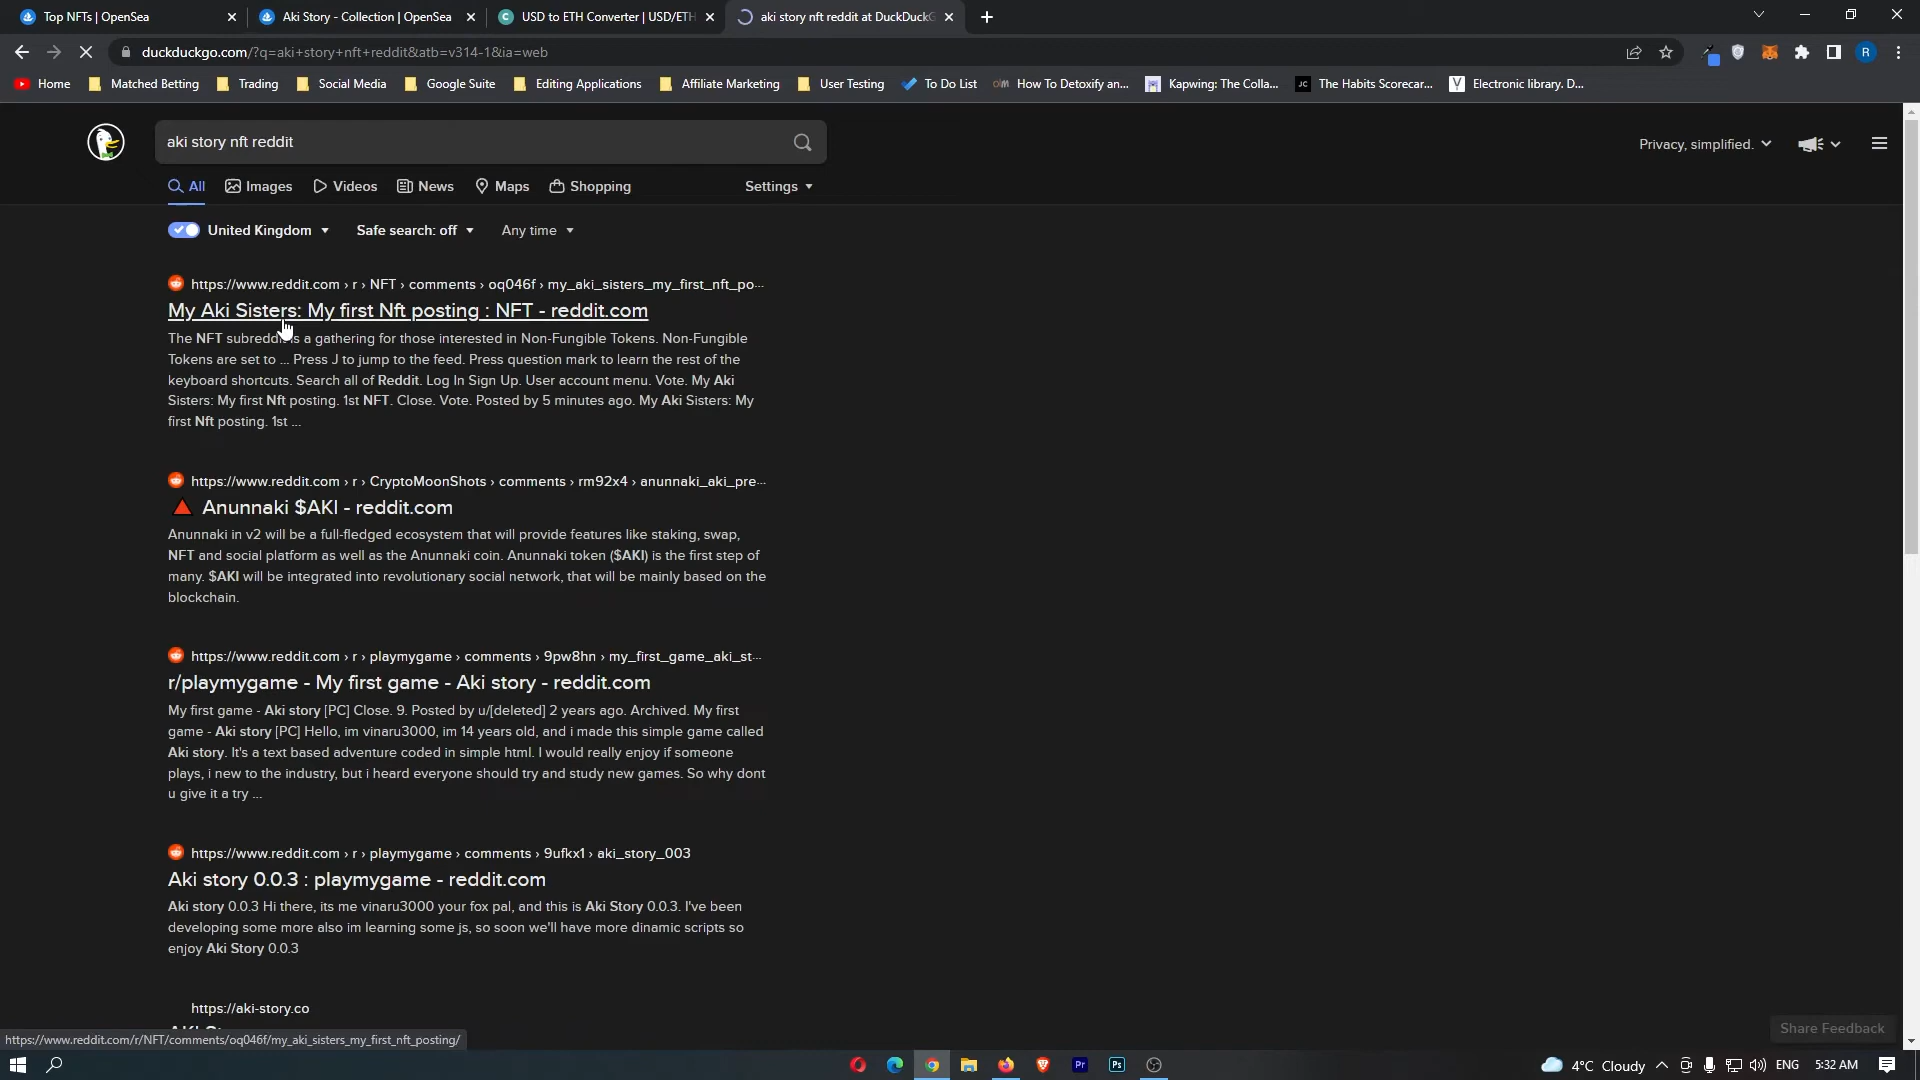 Top NFTs | OpenSea
Aki Story - Collection | OpenSea
USD to ETH Converter | USD/ETH
aki story nft reddit at DuckDuckG
duckduckgo.com/?q=aki+story+nft+reddit&atb=v314-1&ia=web
R
Home
Matched Betting
Trading
Social Media
Google Suite
Editing Applications
Affiliate Marketing
User Testing
To Do List
How To Detoxify an...
Kapwing: The Colla...
JC
The Habits Scorecar...
Electronic library. D...
aki story nft reddit
Privacy, simplified.
All
Images
Videos
News
Maps
Shopping
Settings
United Kingdom
Safe search: off
Any time
https://www.reddit.com › r › NFT › comments › oq046f › my_aki_sisters_my_first_nft_po...
My Aki Sisters: My first Nft posting : NFT - reddit.com
The NFT subreddit is a gathering for those interested in Non-Fungible Tokens. Non-Fungible
Tokens are set to ... Press J to jump to the feed. Press question mark to learn the rest of the
keyboard shortcuts. Search all of Reddit. Log In Sign Up. User account menu. Vote. My Aki
Sisters: My first Nft posting. 1st NFT. Close. Vote. Posted by 5 minutes ago. My Aki Sisters: My
first Nft posting. 1st ...
https://www.reddit.com › r › CryptoMoonShots › comments › rm92x4 › anunnaki_aki_pre...
Anunnaki $AKI - reddit.com
Anunnaki in v2 will be a full-fledged ecosystem that will provide features like staking, swap,
NFT and social platform as well as the Anunnaki coin. Anunnaki token ($AKI) is the first step of
many. $AKI will be integrated into revolutionary social network, that will be mainly based on the
blockchain.
https://www.reddit.com › r › playmygame › comments › 9pw8hn › my_first_game_aki_st...
r/playmygame - My first game - Aki story - reddit.com
My first game - Aki story [PC] Close. 9. Posted by u/[deleted] 2 years ago. Archived. My first
game - Aki story [PC] Hello, im vinaru3000, im 14 years old, and i made this simple game called
Aki story. It's a text based adventure coded in simple html. I would really enjoy if someone
plays, i new to the industry, but i heard everyone should try and study new games. So why dont
u give it a try ...
https://www.reddit.com › r › playmygame › comments › 9ufkx1 › aki_story_003
Aki story 0.0.3 : playmygame - reddit.com
Aki story 0.0.3 Hi there, its me vinaru3000 your fox pal, and this is Aki Story 0.0.3. I've been
developing some more also im learning some js, so soon we'll have more dinamic scripts so
enjoy Aki Story 0.0.3
https://aki-story.co
Share Feedback
https://www.reddit.com/r/NFT/comments/oq046f/my_aki_sisters_my_first_nft_posting/
Pr
Ps
4°C Cloudy
ENG
5:32 AM